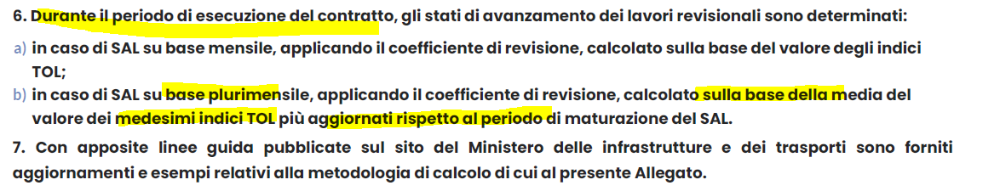 6. Durante il periodo di esecuzione del contratto, gli stati di avanzamento dei lavori revisionali sono determinati:
a) in caso di SAL su base mensile, applicando il coefficiente di revisione, calcolato sulla base del valore degli indici
TOL;
b) in caso di SAL su base plurimensile, applicando il coefficiente di revisione, calcolato sulla base della media del
valore dei medesimi indici TOL più aggiornati rispetto al periodo di maturazione del SAL.
7. Con apposite linee guida pubblicate sul sito del Ministero delle infrastrutture e dei trasporti sono forniti
aggiornamenti e esempi relativi alla metodologia di calcolo di cui al presente Allegato.